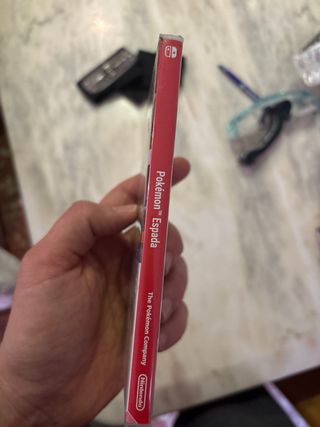 Pokémon™ Espada
The Pokémon Company
Nintendo